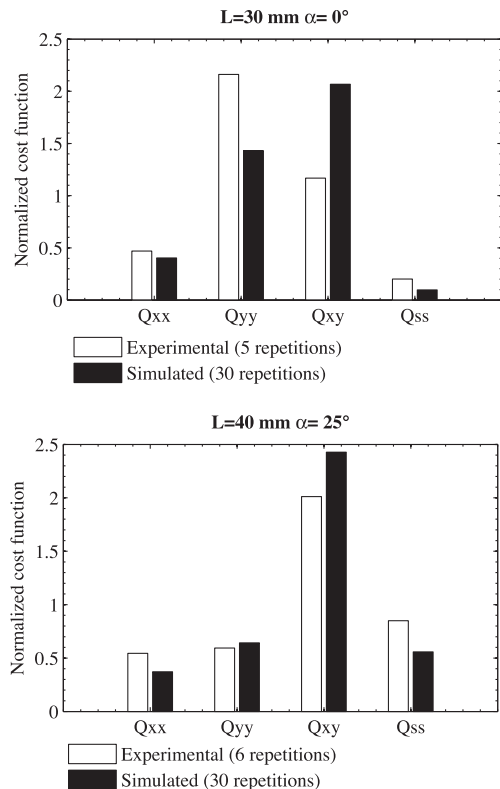 L=30 mm α= 0°
Normalized cost function
2.5
2
1.5
1
0.5
0
Qxx Qyy Qxy Qss
Experimental (5 repetitions)
Simulated (30 repetitions)
L=40 mm α= 25°
Normalized cost function
2.5
2
1.5
1
0.5
0
Qxx Qyy Qxy Qss
Experimental (6 repetitions)
Simulated (30 repetitions)